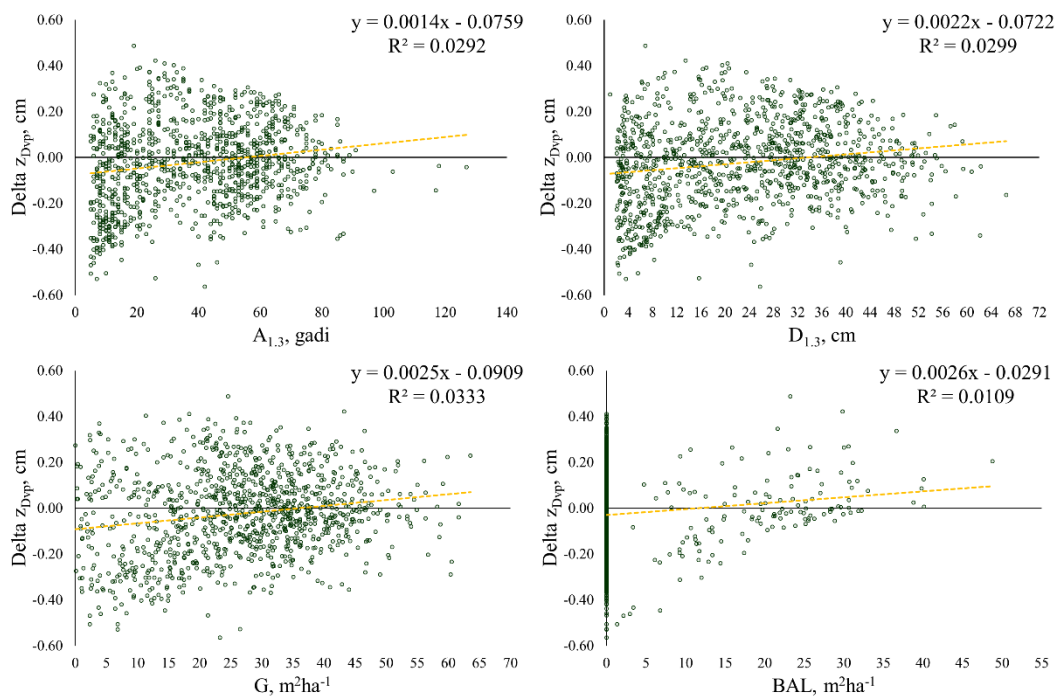 y = 0.0014x - 0.0759
R² = 0.0292
0.60
0.40
0.20
0.00
-0.20
-0.40
-0.60
Delta z_Dvp, cm
0 20 40 60 80 100 120 140
A_1.3, gadi
y = 0.0022x - 0.0722
R² = 0.0299
0.60
0.40
0.20
0.00
-0.20
-0.40
-0.60
Delta z_Dvp, cm
0 4 8 12 16 20 24 28 32 36 40 44 48 52 56 60 64 68 72
D_1.3, cm
y = 0.0025x - 0.0909
R² = 0.0333
0.60
0.40
0.20
0.00
-0.20
-0.40
-0.60
Delta z_Dvp, cm
0 5 10 15 20 25 30 35 40 45 50 55 60 65 70
G, m²ha⁻¹
y = 0.0026x - 0.0291
R² = 0.0109
0.60
0.40
0.20
0.00
-0.20
-0.40
-0.60
Delta z_Dvp, cm
0 5 10 15 20 25 30 35 40 45 50 55
BAL, m²ha⁻¹